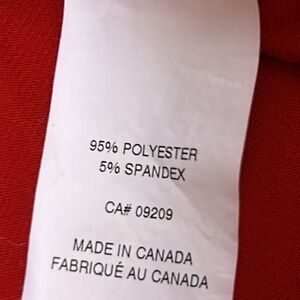 95% POLYESTER
5% SPANDEX
CA# 09209
MADE IN CANADA
FABRIQUÉ AU CANADA